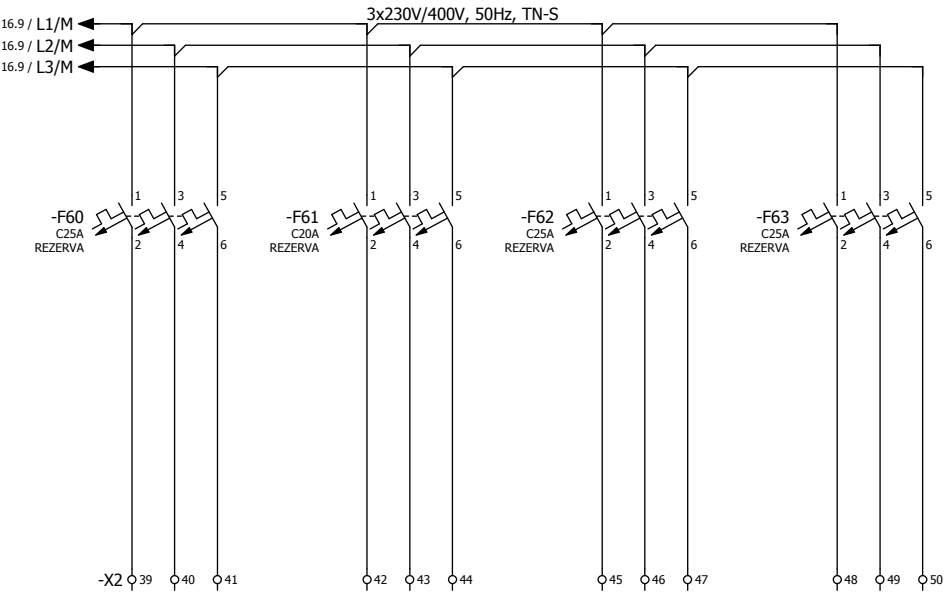 3x230V/400V, 50Hz, TN-S
16.9 / L1/M
16.9 / L2/M
16.9 / L3/M
1 3 5
-F60
C25A
REZERVA
2 4 6
1 3 5
-F61
C20A
REZERVA
2 4 6
1 3 5
-F62
C25A
REZERVA
2 4 6
1 3 5
-F63
C25A
REZERVA
2 4 6
-X2 39 40 41 42 43 44 45 46 47 48 49 50